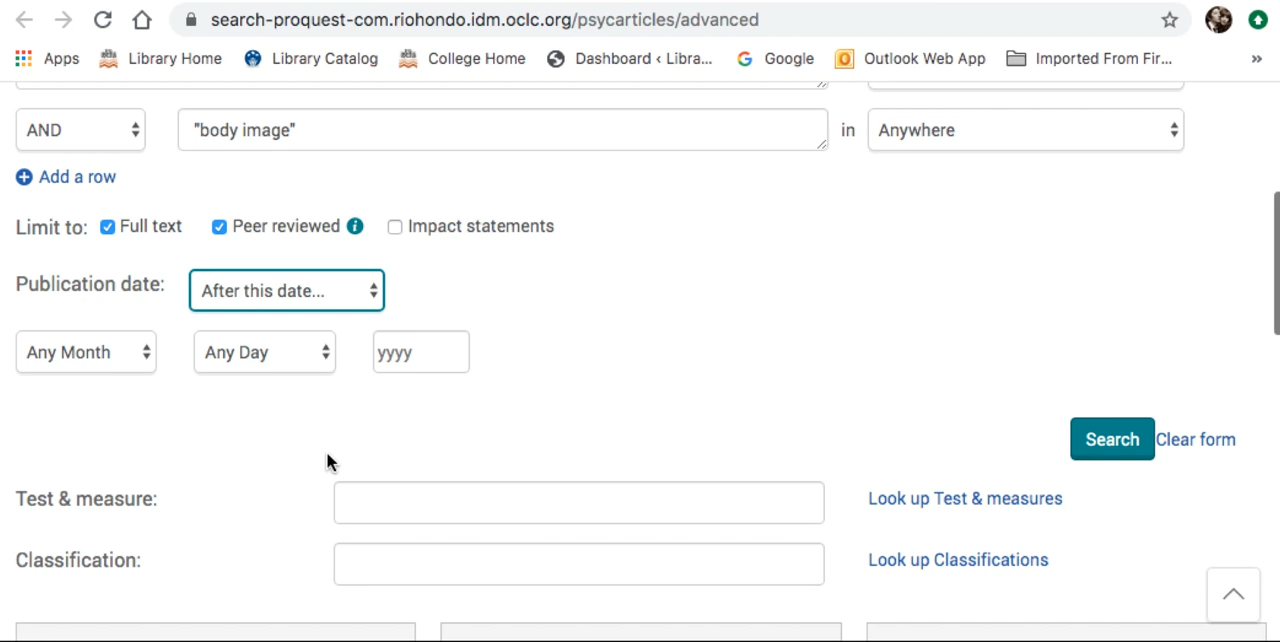 search-proquest-com.riohondo.idm.oclc.org/psycarticles/advanced
Apps Library Home Library Catalog College Home Dashboard ‹ Libra... Google Outlook Web App Imported From Fir... »
AND "body image" in Anywhere
Add a row
Limit to: Full text Peer reviewed i Impact statements
Publication date: After this date...
Any Month Any Day yyyy
Search Clear form
Test & measure: Look up Test & measures
Classification: Look up Classifications